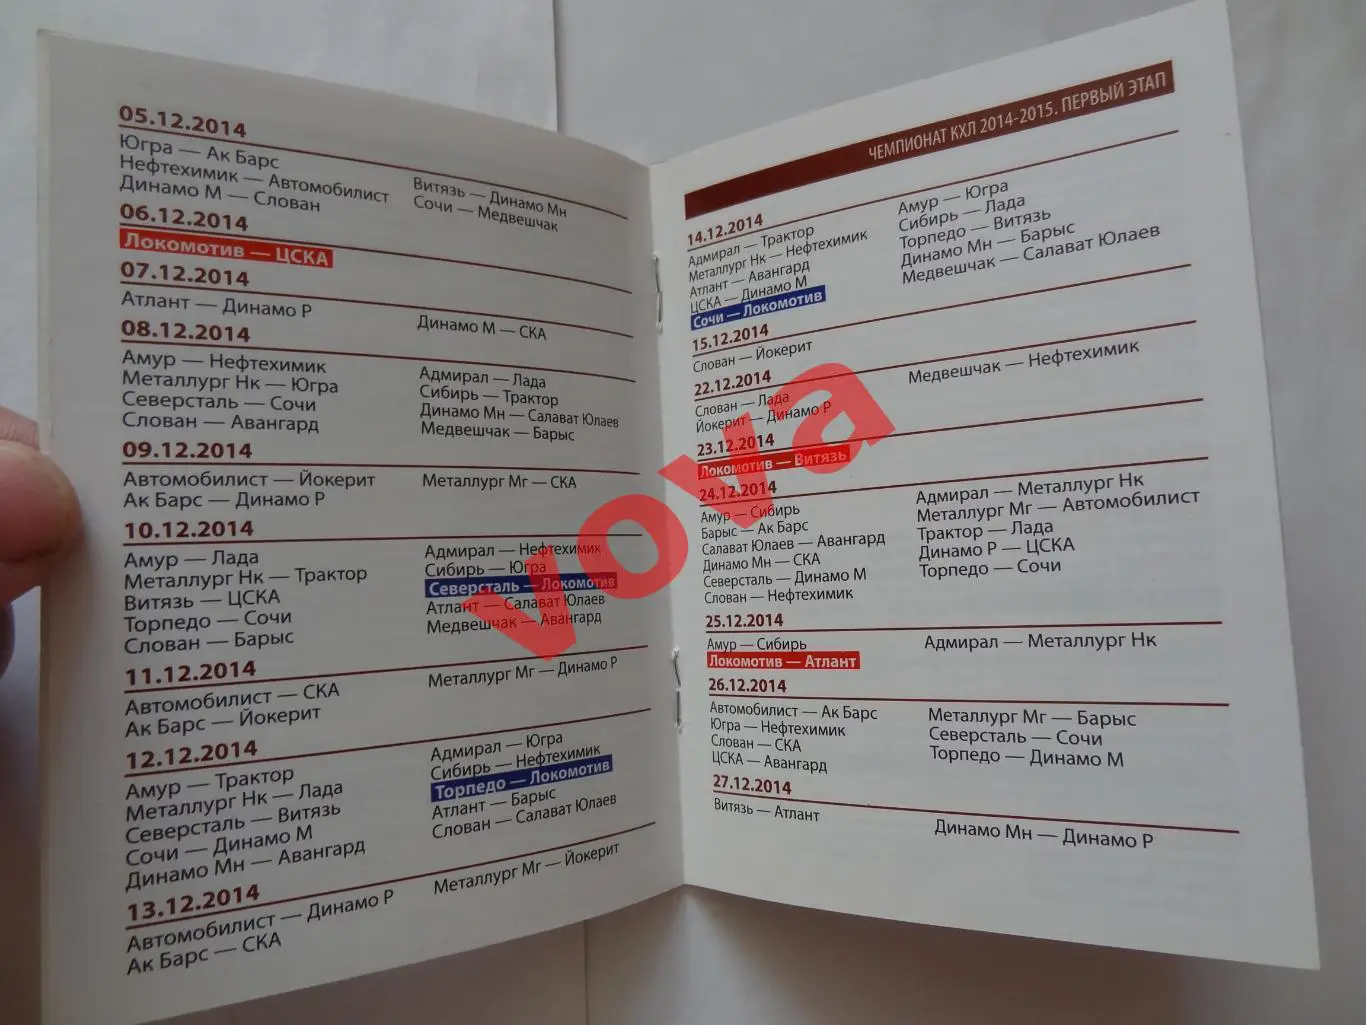 05.12.2014
Югра — Ак Барс
Нефтехимик — Автомобилист
Динамо М — Слован
Витязь — Динамо Мн
Сочи — Медвешчак
06.12.2014
Локомотив — ЦСКА
07.12.2014
Атлант — Динамо Р
Динамо М — СКА
08.12.2014
Амур — Нефтехимик
Металлург Нк — Югра
Северсталь — Сочи
Слован — Авангард
Адмирал — Лада
Сибирь — Трактор
Динамо Мн — Салават Юлаев
Медвешчак — Барыс
09.12.2014
Автомобилист — Йокерит
Ак Барс — Динамо Р
Металлург Мг — СКА
10.12.2014
Амур — Лада
Металлург Нк — Трактор
Витязь — ЦСКА
Торпедо — Сочи
Слован — Барыс
Адмирал — Нефтехимик
Сибирь — Югра
Северсталь — Локомотив
Атлант — Салават Юлаев
Медвешчак — Авангард
11.12.2014
Автомобилист — СКА
Ак Барс — Йокерит
Металлург Мг — Динамо Р
12.12.2014
Амур — Трактор
Металлург Нк — Лада
Северсталь — Витязь
Сочи — Динамо М
Динамо Мн — Авангард
Адмирал — Югра
Сибирь — Нефтехимик
Торпедо — Локомотив
Атлант — Барыс
Слован — Салават Юлаев
13.12.2014
Автомобилист — Динамо Р
Ак Барс — СКА
Металлург Мг — Йокерит
ЧЕМПИОНАТ КХЛ 2014-2015. ПЕРВЫЙ ЭТАП
14.12.2014
Адмирал — Трактор
Металлург Нк — Нефтехимик
Атлант — Авангард
ЦСКА — Динамо М
Сочи — Локомотив
Амур — Югра
Сибирь — Лада
Торпедо — Витязь
Динамо Мн — Барыс
Медвешчак — Салават Юлаев
15.12.2014
Слован — Йокерит
22.12.2014
Слован — Лада
Йокерит — Динамо Р
Медвешчак — Нефтехимик
23.12.2014
Локомотив — Витязь
24.12.2014
Амур — Сибирь
Барыс — Ак Барс
Салават Юлаев — Авангард
Динамо Мн — СКА
Северсталь — Динамо М
Слован — Нефтехимик
Адмирал — Металлург Нк
Металлург Мг — Автомобилист
Трактор — Лада
Динамо Р — ЦСКА
Торпедо — Сочи
25.12.2014
Амур — Сибирь
Локомотив — Атлант
Адмирал — Металлург Нк
26.12.2014
Автомобилист — Ак Барс
Югра — Нефтехимик
Слован — СКА
ЦСКА — Авангард
Металлург Мг — Барыс
Северсталь — Сочи
Торпедо — Динамо М
27.12.2014
Витязь — Атлант
Динамо Мн — Динамо Р
vova